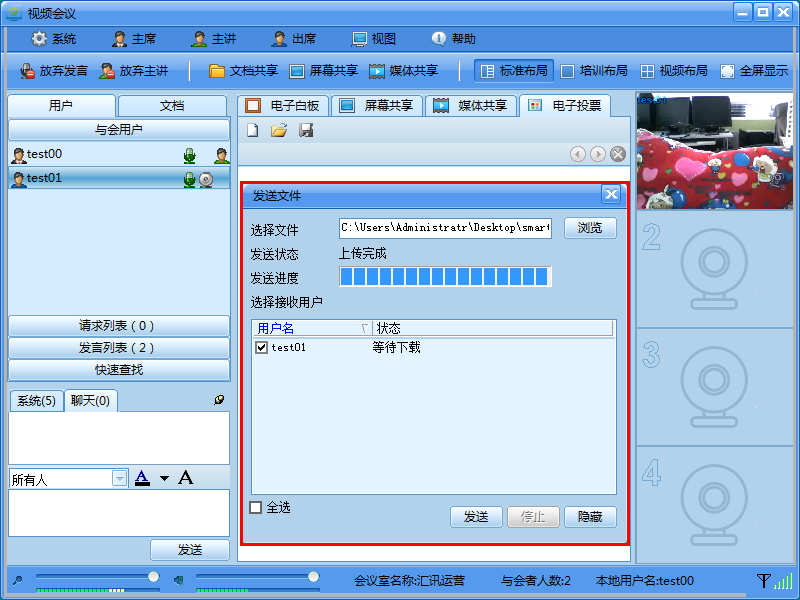 视频会议
系统 主席 主讲 出席 视图 帮助
放弃发言 放弃主讲 文档共享 屏幕共享 媒体共享 标准布局 培训布局 视频布局 全屏显示
用户 文档
与会用户
test00
test01
请求列表 ( 0 )
发言列表 ( 2 )
快速查找
系统(5) 聊天(0)
所有人 A A
发送
电子白板 屏幕共享 媒体共享 电子投票
发送文件
选择文件 C:\Users\Administratr\Desktop\smart 浏览
发送状态 上传完成
发送进度
选择接收用户
用户名 状态
test01 等待下载
全选
发送 停止 隐藏
test01
2
3
4
会议室名称:汇讯运营 与会者人数:2 本地用户名:test00